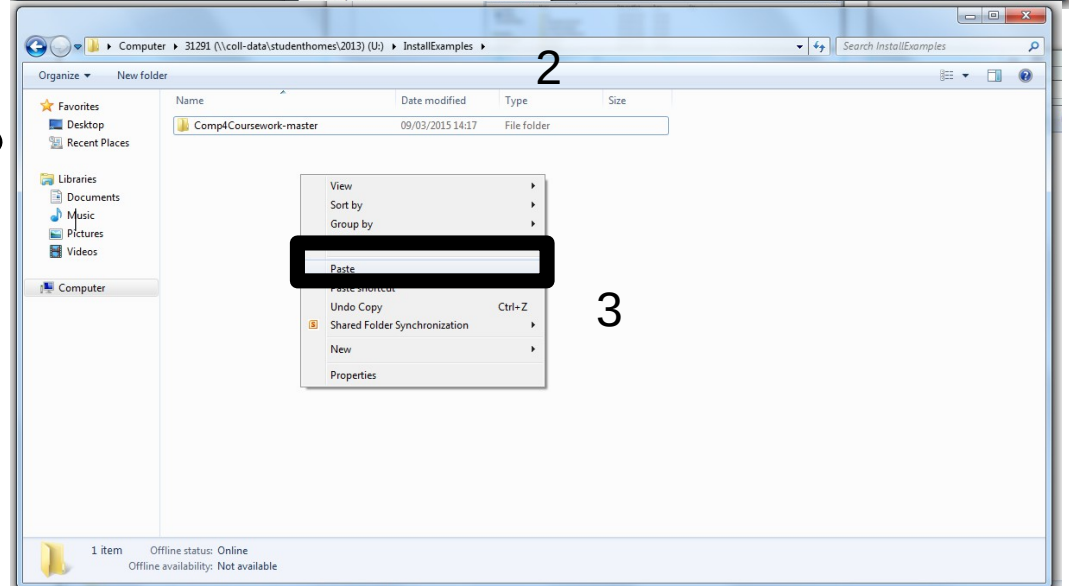 Computer ▸ 31291 (\\coll-data\studenthomes\2013) (U:) ▸ InstallExamples ▸
Search InstallExamples
2
Organize New folder
Name Date modified Type Size
Comp4Coursework-master 09/03/2015 14:17 File folder
Favorites
Desktop
Recent Places
Libraries
Documents
Music
Pictures
Videos
Computer
View
Sort by
Group by
Paste
Paste shortcut
Undo Copy Ctrl+Z
Shared Folder Synchronization
New
Properties
3
1 item Offline status: Online
Offline availability: Not available